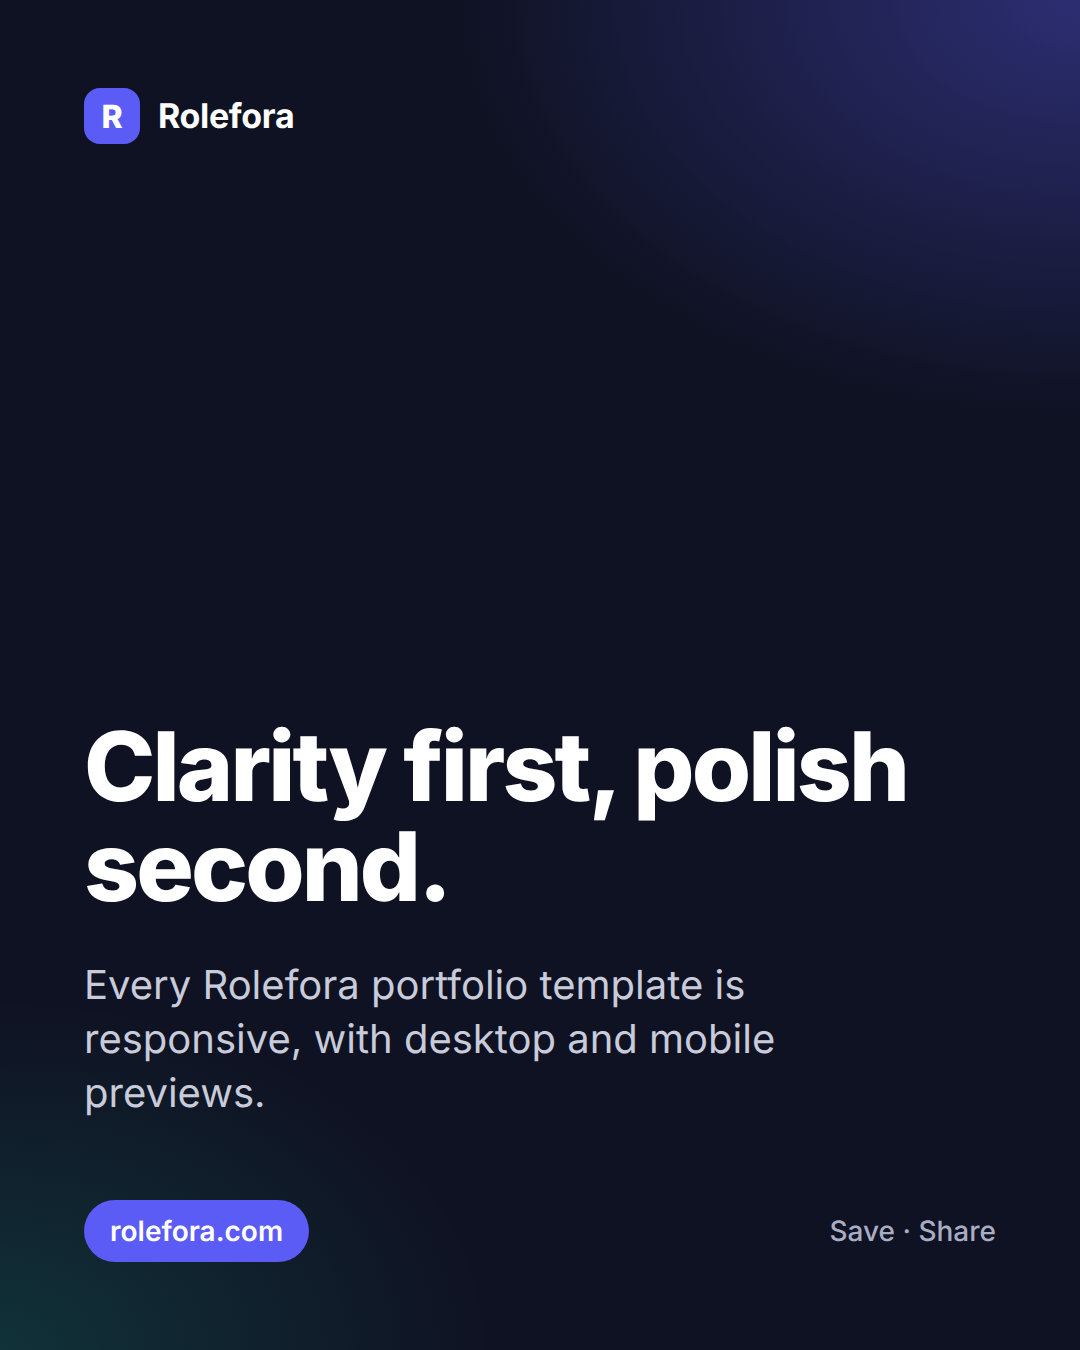 R Rolefora
Clarity first, polish
second.
Every Rolefora portfolio template is
responsive, with desktop and mobile
previews.
rolefora.com
Save · Share